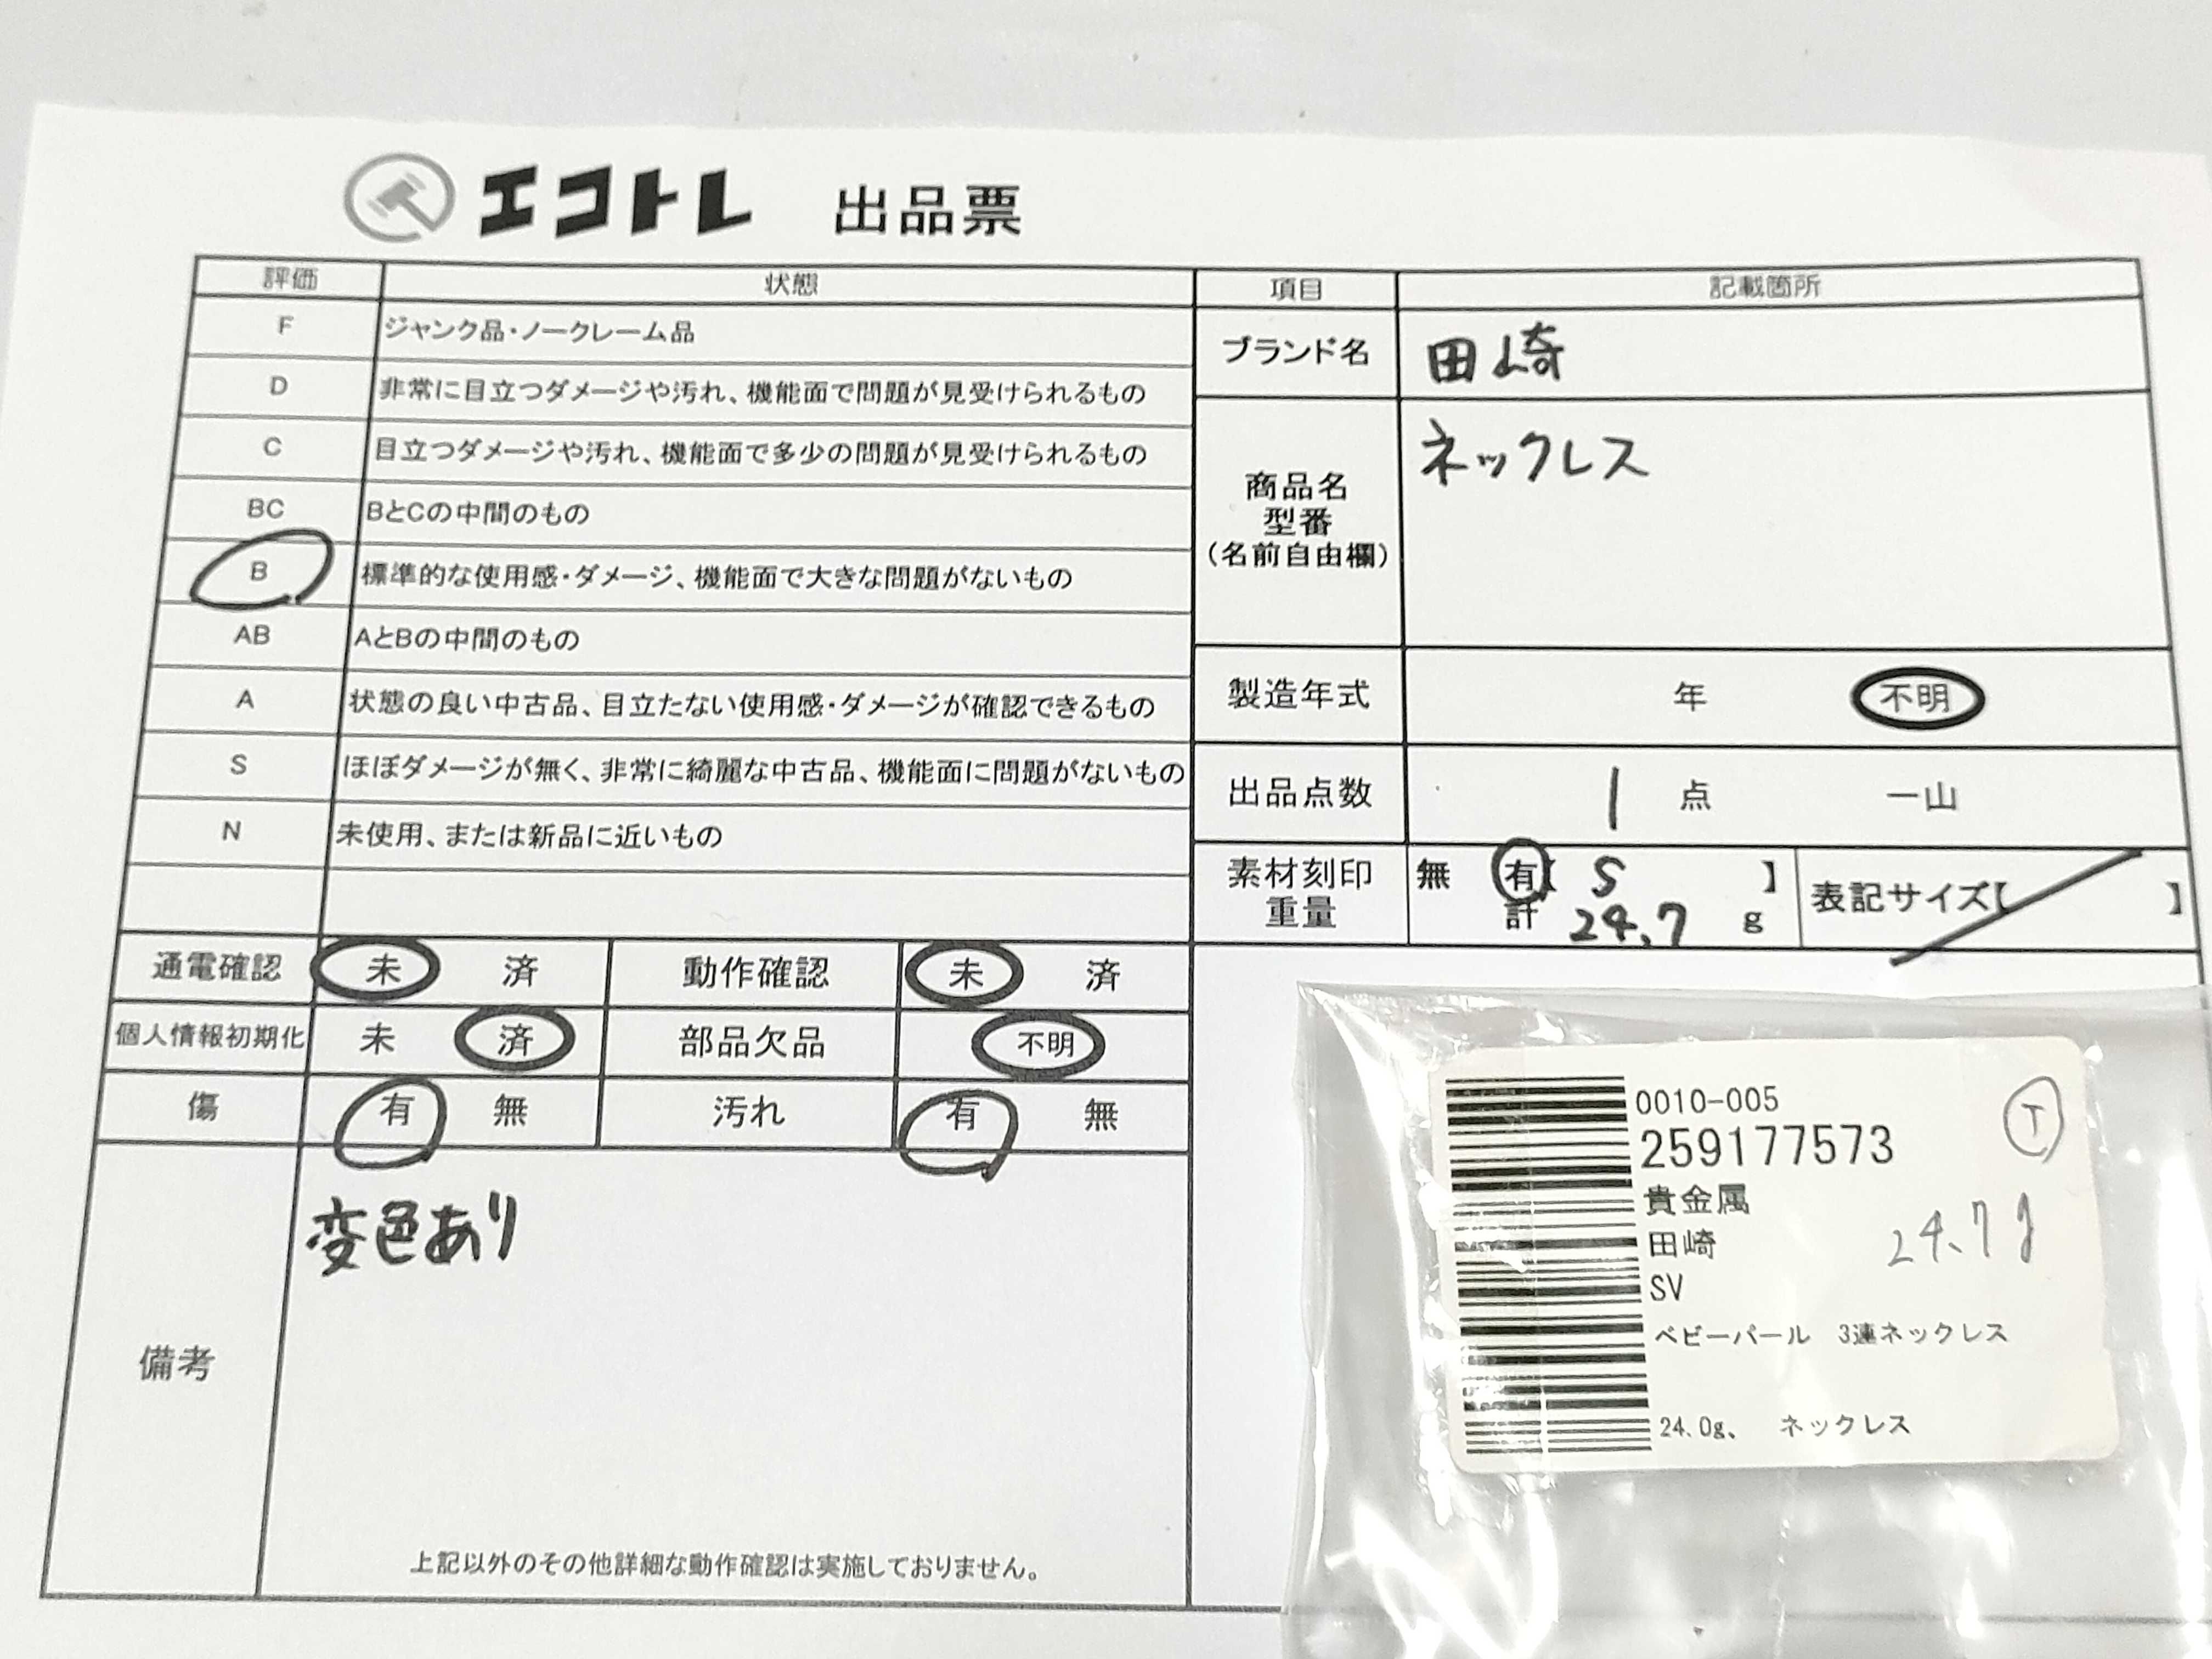 エコトレ 出品票
評価 状態
F ジャンク品・ノークレーム品
D 非常に目立つダメージや汚れ、機能面で問題が見受けられるもの
C 目立つダメージや汚れ、機能面で多少の問題が見受けられるもの
BC BとCの中間のもの
B 標準的な使用感・ダメージ、機能面で大きな問題がないもの
AB AとBの中間のもの
A 状態の良い中古品、目立たない使用感・ダメージが確認できるもの
S ほぼダメージが無く、非常に綺麗な中古品、機能面に問題がないもの
N 未使用、または新品に近いもの
項目 記載箇所
ブランド名 田崎
商品名
型番
(名前自由欄)
ネックレス
製造年式 年 不明
出品点数 1 点 一山
素材刻印 無 有【 S 】
重量 計 24.7 g
表記サイズ【 】
通電確認 未 済 動作確認 未 済
個人情報初期化 未 済 部品欠品 不明
傷 有 無 汚れ 有 無
備考
変色あり
上記以外のその他詳細な動作確認は実施しておりません。
0010-005
259177573
T
貴金属
田崎
24.7g
SV
ベビーパール 3連ネックレス
24.0g、 ネックレス